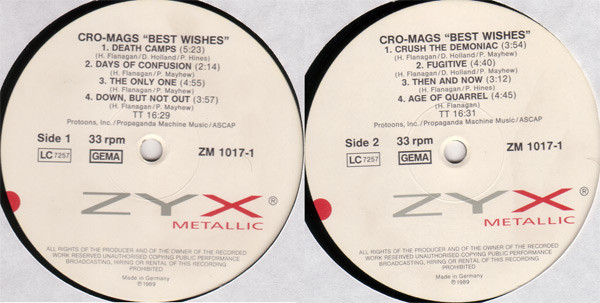 CRO-MAGS "BEST WISHES"
1. DEATH CAMPS (5:23)
(H. Flanagan/D. Holland/P. Hines)
2. DAYS OF CONFUSION (2:14)
(H. Flanagan/P. Mayhew)
3. THE ONLY ONE (4:55)
(H. Flanagan/P. Mayhew)
4. DOWN, BUT NOT OUT (3:57)
(H. Flanagan/P. Mayhew)
TT 16:29
Protoons, Inc./Propaganda Machine Music/ASCAP
Side 1 33 rpm
LC 7257 GEMA ZM 1017-1
ZYX ®
METALLIC
ALL RIGHTS OF THE PRODUCER AND OF THE OWNER OF THE RECORDED
WORK RESERVED UNAUTHORISED COPYING PUBLIC PERFORMANCE
BROADCASTING, HIRING OR RENTAL OF THIS RECORDING
PROHIBITED
Made in Germany
℗ 1989
CRO-MAGS "BEST WISHES"
1. CRUSH THE DEMONIAC (3:54)
(H. Flanagan/D. Holland/P. Mayhew)
2. FUGITIVE (4:40)
(H. Flanagan/P. Mayhew)
3. THEN AND NOW (3:12)
(H. Flanagan/P. Mayhew)
4. AGE OF QUARREL (4:45)
(H. Flanagan)
TT 16:31
Protoons, Inc./Propaganda Machine Music/ASCAP
Side 2 33 rpm
LC 7257 GEMA ZM 1017-1
ZYX ®
METALLIC
ALL RIGHTS OF THE PRODUCER AND OF THE OWNER OF THE RECORDED
WORK RESERVED UNAUTHORISED COPYING PUBLIC PERFORMANCE
BROADCASTING, HIRING OR RENTAL OF THIS RECORDING
PROHIBITED
Made in Germany
℗ 1989